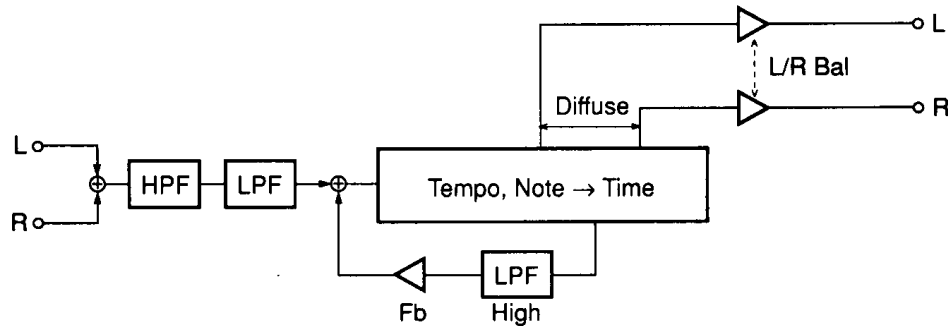 L
L/R Bal
Diffuse
R
L
HPF
LPF
Tempo, Note → Time
R
LPF
Fb
High